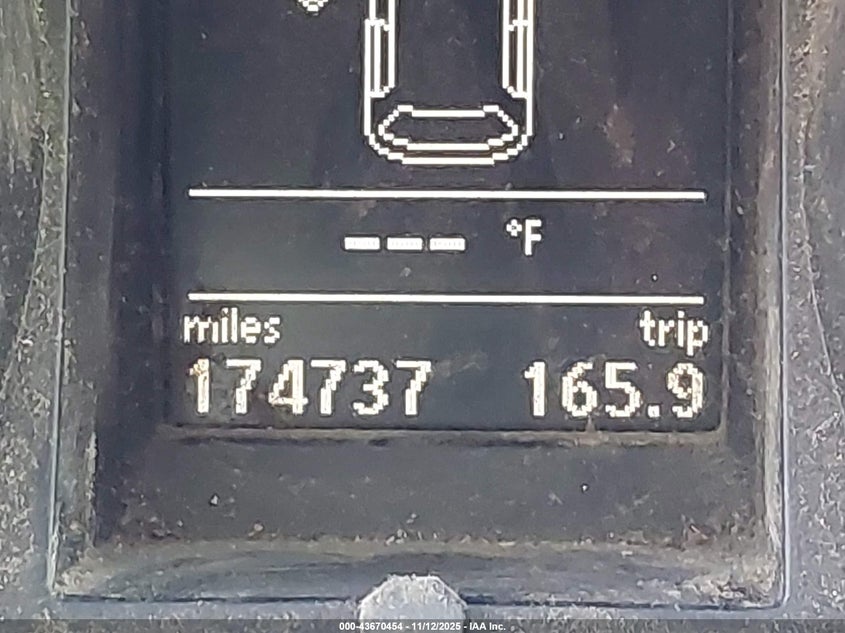 --- °F
miles trip
174737 165.9
000-43670454 - 11/12/2025 - IAA Inc.